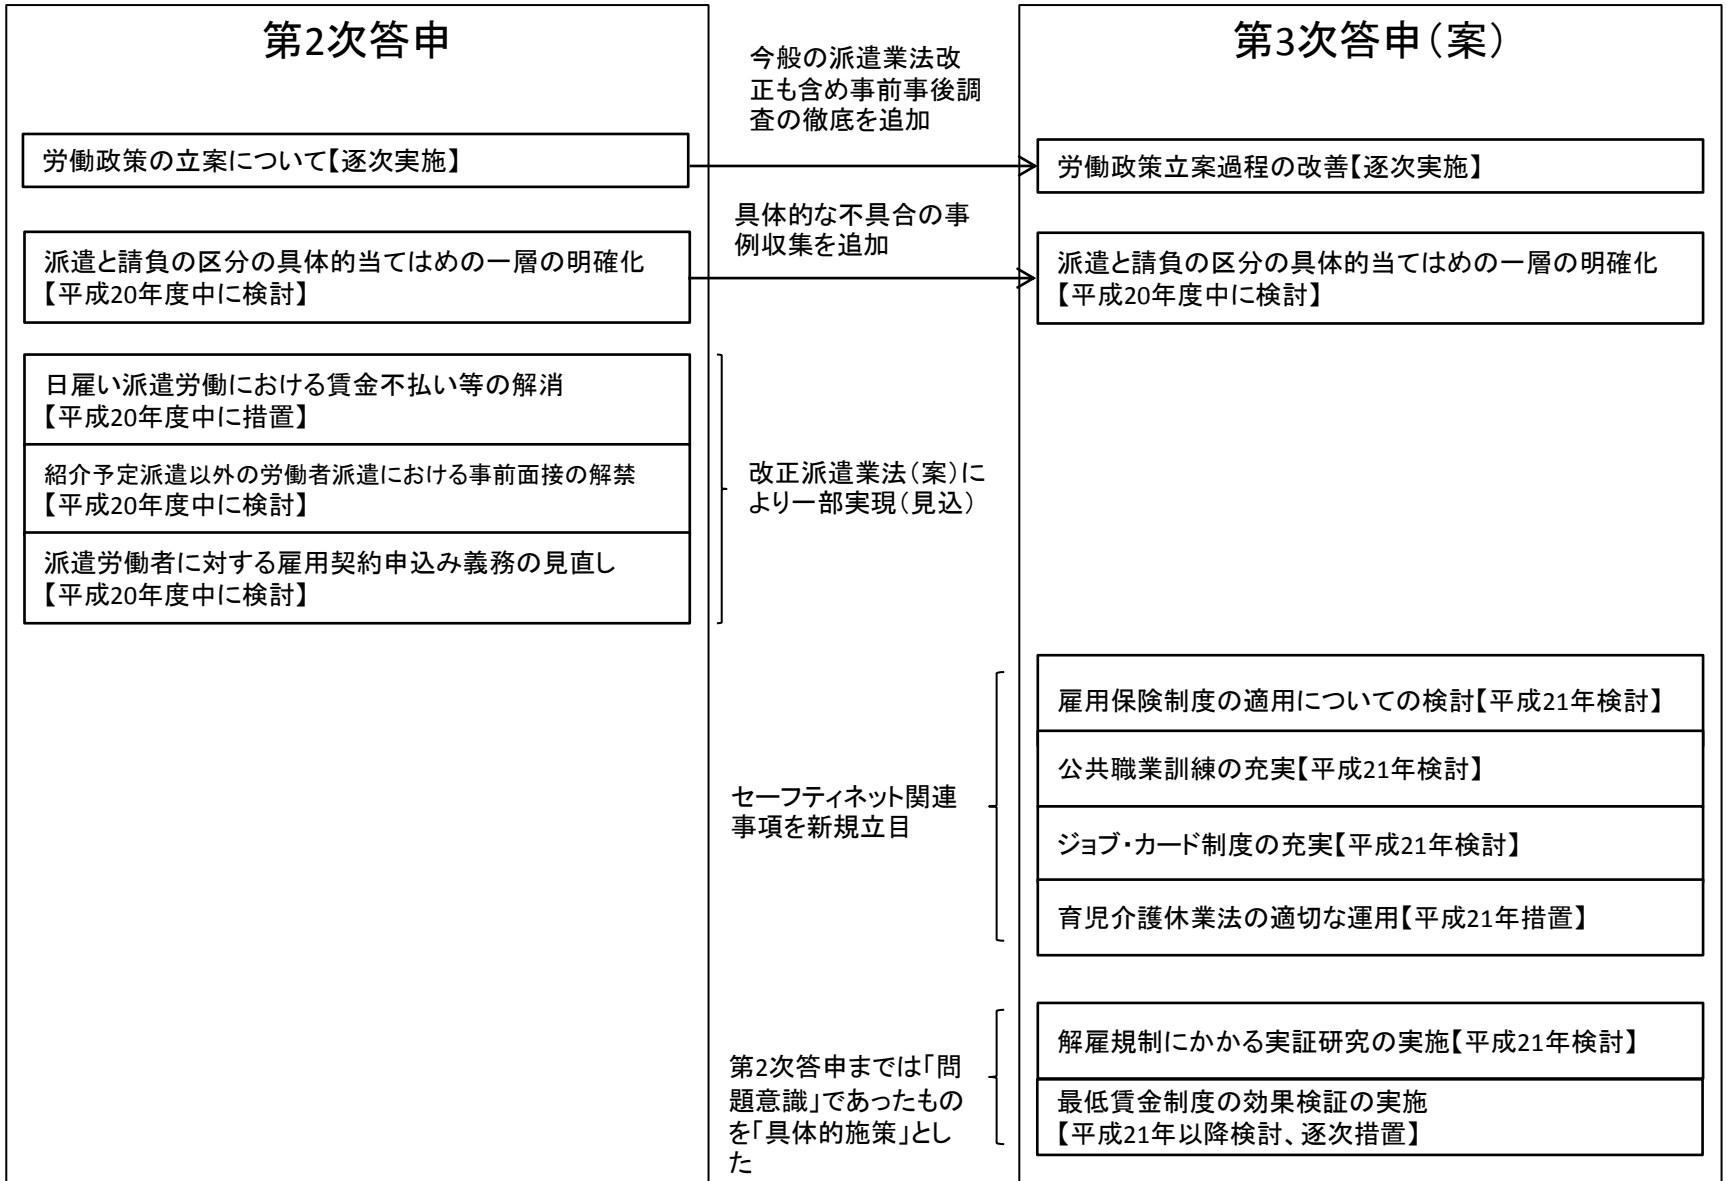 第2次答申
労働政策の立案について【逐次実施】
派遣と請負の区分の具体的当てはめの一層の明確化
【平成20年度中に検討】
日雇い派遣労働における賃金不払い等の解消
【平成20年度中に措置】
紹介予定派遣以外の労働者派遣における事前面接の解禁
【平成20年度中に検討】
派遣労働者に対する雇用契約申込み義務の見直し
【平成20年度中に検討】
今般の派遣業法改
正も含め事前事後調
査の徹底を追加
具体的な不具合の事
例収集を追加
改正派遣業法(案)に
より一部実現(見込)
セーフティネット関連
事項を新規立目
第2次答申までは「問
題意識」であったもの
を「具体的施策」とし
た
第3次答申(案)
労働政策立案過程の改善【逐次実施】
派遣と請負の区分の具体的当てはめの一層の明確化
【平成20年度中に検討】
雇用保険制度の適用についての検討【平成21年検討】
公共職業訓練の充実【平成21年検討】
ジョブ・カード制度の充実【平成21年検討】
育児介護休業法の適切な運用【平成21年措置】
解雇規制にかかる実証研究の実施【平成21年検討】
最低賃金制度の効果検証の実施
【平成21年以降検討、逐次措置】